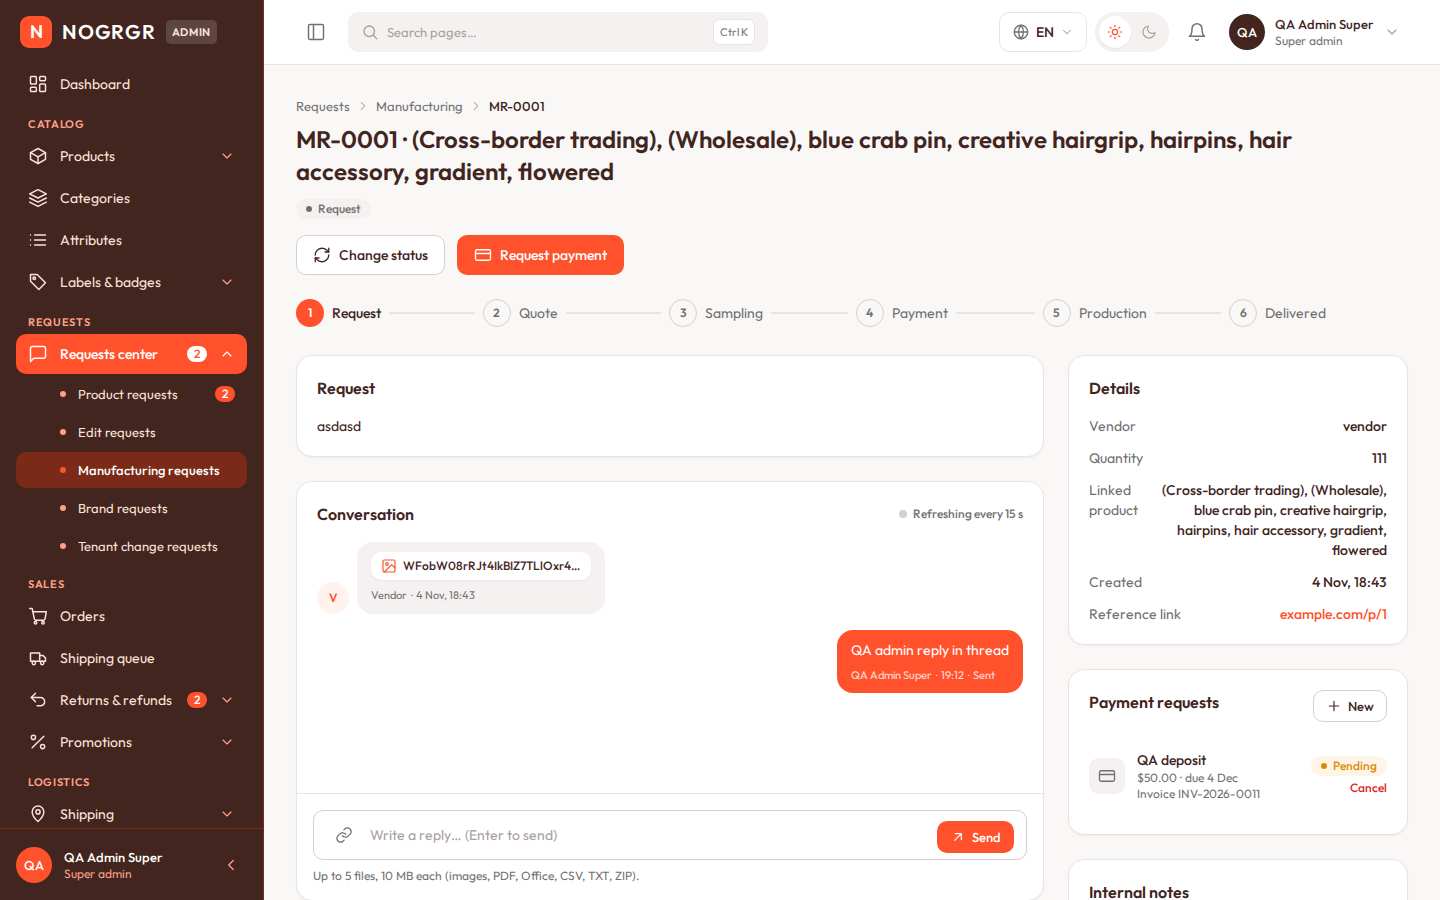 N NOGRGR ADMIN
Search pages...
Ctrl K
EN
QA
QA Admin Super
Super admin
Dashboard
CATALOG
Products
Categories
Attributes
Labels & badges
REQUESTS
Requests center 2
Product requests 2
Edit requests
Manufacturing requests
Brand requests
Tenant change requests
SALES
Orders
Shipping queue
Returns & refunds 2
Promotions
LOGISTICS
Shipping
QA
QA Admin Super
Super admin
Requests > Manufacturing > MR-0001
MR-0001 · (Cross-border trading), (Wholesale), blue crab pin, creative hairgrip, hairpins, hair
accessory, gradient, flowered
Request
Change status
Request payment
1 Request
2 Quote
3 Sampling
4 Payment
5 Production
6 Delivered
Request
asdasd
Conversation
Refreshing every 15 s
V
WFobW08rRJt4IkBIZ7TLIOxr4...
Vendor · 4 Nov, 18:43
QA admin reply in thread
QA Admin Super · 19:12 · Sent
Write a reply... (Enter to send)
Send
Up to 5 files, 10 MB each (images, PDF, Office, CSV, TXT, ZIP).
Details
Vendor vendor
Quantity 111
Linked product
(Cross-border trading), (Wholesale),
blue crab pin, creative hairgrip,
hairpins, hair accessory, gradient,
flowered
Created 4 Nov, 18:43
Reference link example.com/p/1
Payment requests
New
QA deposit
$50.00 · due 4 Dec
Invoice INV-2026-0011
Pending
Cancel
Internal notes